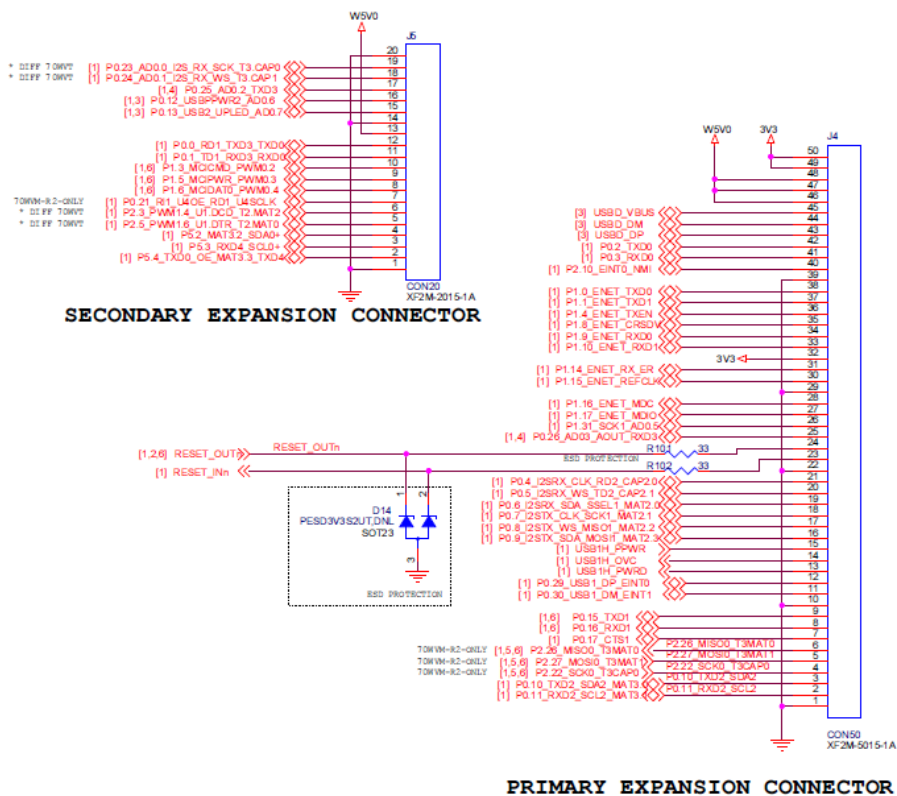 W5V0
J5
* DIFF 70MVT [1] P0.23_AD0.0_I2S_RX_SCK_T3.CAP0
* DIFF 70MVT [1] P0.24_AD0.1_I2S_RX_WS_T3.CAP1
[1,4] P0.25_AD0.2_TXD3
[1,3] P0.12_USBPPWR2_AD0.6
[1,3] P0.13_USB2_UPLED_AD0.7
[1] P0.0_RD1_TXD3_TXD0
[1] P0.1_TD1_RXD3_RXD0
[1,6] P1.3_MCICMD_PWM0.2
[1,6] P1.5_MCIPWR_PWM0.3
[1,6] P1.6_MCIDAT0_PWM0.4
70MVM-R2-ONLY [1] P0.21_RI1_U4OE_RD1_U4SCLK
* DIFF 70MVT [1] P2.3_PWM1.4_U1.DCD_T2.MAT2
* DIFF 70MVT [1] P2.5_PWM1.6_U1.DTR_T2.MAT0
[1] P5.2_MAT3.2_SDA0+
[1] P5.3_RXD4_SCL0+
[1] P5.4_TXD0_OE_MAT3.3_TXD4
20
19
18
17
16
15
14
13
12
11
10
9
8
7
6
5
4
3
2
1
CON20
XF2M-2015-1A
SECONDARY EXPANSION CONNECTOR
W5V0
3V3
J4
[3] USBD_VBUS
[3] USBD_DM
[3] USBD_DP
[1] P0.2_TXD0
[1] P0.3_RXD0
[1] P2.10_EINT0_NMI
[1] P1.0_ENET_TXD0
[1] P1.1_ENET_TXD1
[1] P1.4_ENET_TXEN
[1] P1.8_ENET_CRSDV
[1] P1.9_ENET_RXD0
[1] P1.10_ENET_RXD1
3V3
[1] P1.14_ENET_RX_ER
[1] P1.15_ENET_REFCLK
[1] P1.16_ENET_MDC
[1] P1.17_ENET_MDIO
[1] P1.31_SCK1_AD0.5
[1,4] P0.26_AD03_AOUT_RXD3
[1,2,6] RESET_OUTn RESET_OUTn R101 33
ESD PROTECTION
[1] RESET_INn R102 33
1
2
D14
PESD3V3S2UT,DNL
SOT23
3
ESD PROTECTION
[1] P0.4_I2SRX_CLK_RD2_CAP2.0
[1] P0.5_I2SRX_WS_TD2_CAP2.1
[1] P0.6_I2SRX_SDA_SSEL1_MAT2.0
[1] P0.7_I2STX_CLK_SCK1_MAT2.1
[1] P0.8_I2STX_WS_MISO1_MAT2.2
[1] P0.9_I2STX_SDA_MOSI1_MAT2.3
[1] USB1H_PPWR
[1] USB1H_OVC
[1] USB1H_PWRD
[1] P0.29_USB1_DP_EINT0
[1] P0.30_USB1_DM_EINT1
[1,6] P0.15_TXD1
[1,6] P0.16_RXD1
[1] P0.17_CTS1
70MVM-R2-ONLY [1,5,6] P2.26_MISO0_T3MAT0 P2.26_MISO0_T3MAT0
70MVM-R2-ONLY [1,5,6] P2.27_MOSI0_T3MAT1 P2.27_MOSI0_T3MAT1
70MVM-R2-ONLY [1,5,6] P2.22_SCK0_T3CAP0 P2.22_SCK0_T3CAP0
[1] P0.10_TXD2_SDA2_MAT3.0 P0.10_TXD2_SDA2
[1] P0.11_RXD2_SCL2_MAT3 P0.11_RXD2_SCL2
50
49
48
47
46
45
44
43
42
41
40
39
38
37
36
35
34
33
32
31
30
29
28
27
26
25
24
23
22
21
20
19
18
17
16
15
14
13
12
11
10
9
8
7
6
5
4
3
2
1
CON50
XF2M-5015-1A
PRIMARY EXPANSION CONNECTOR